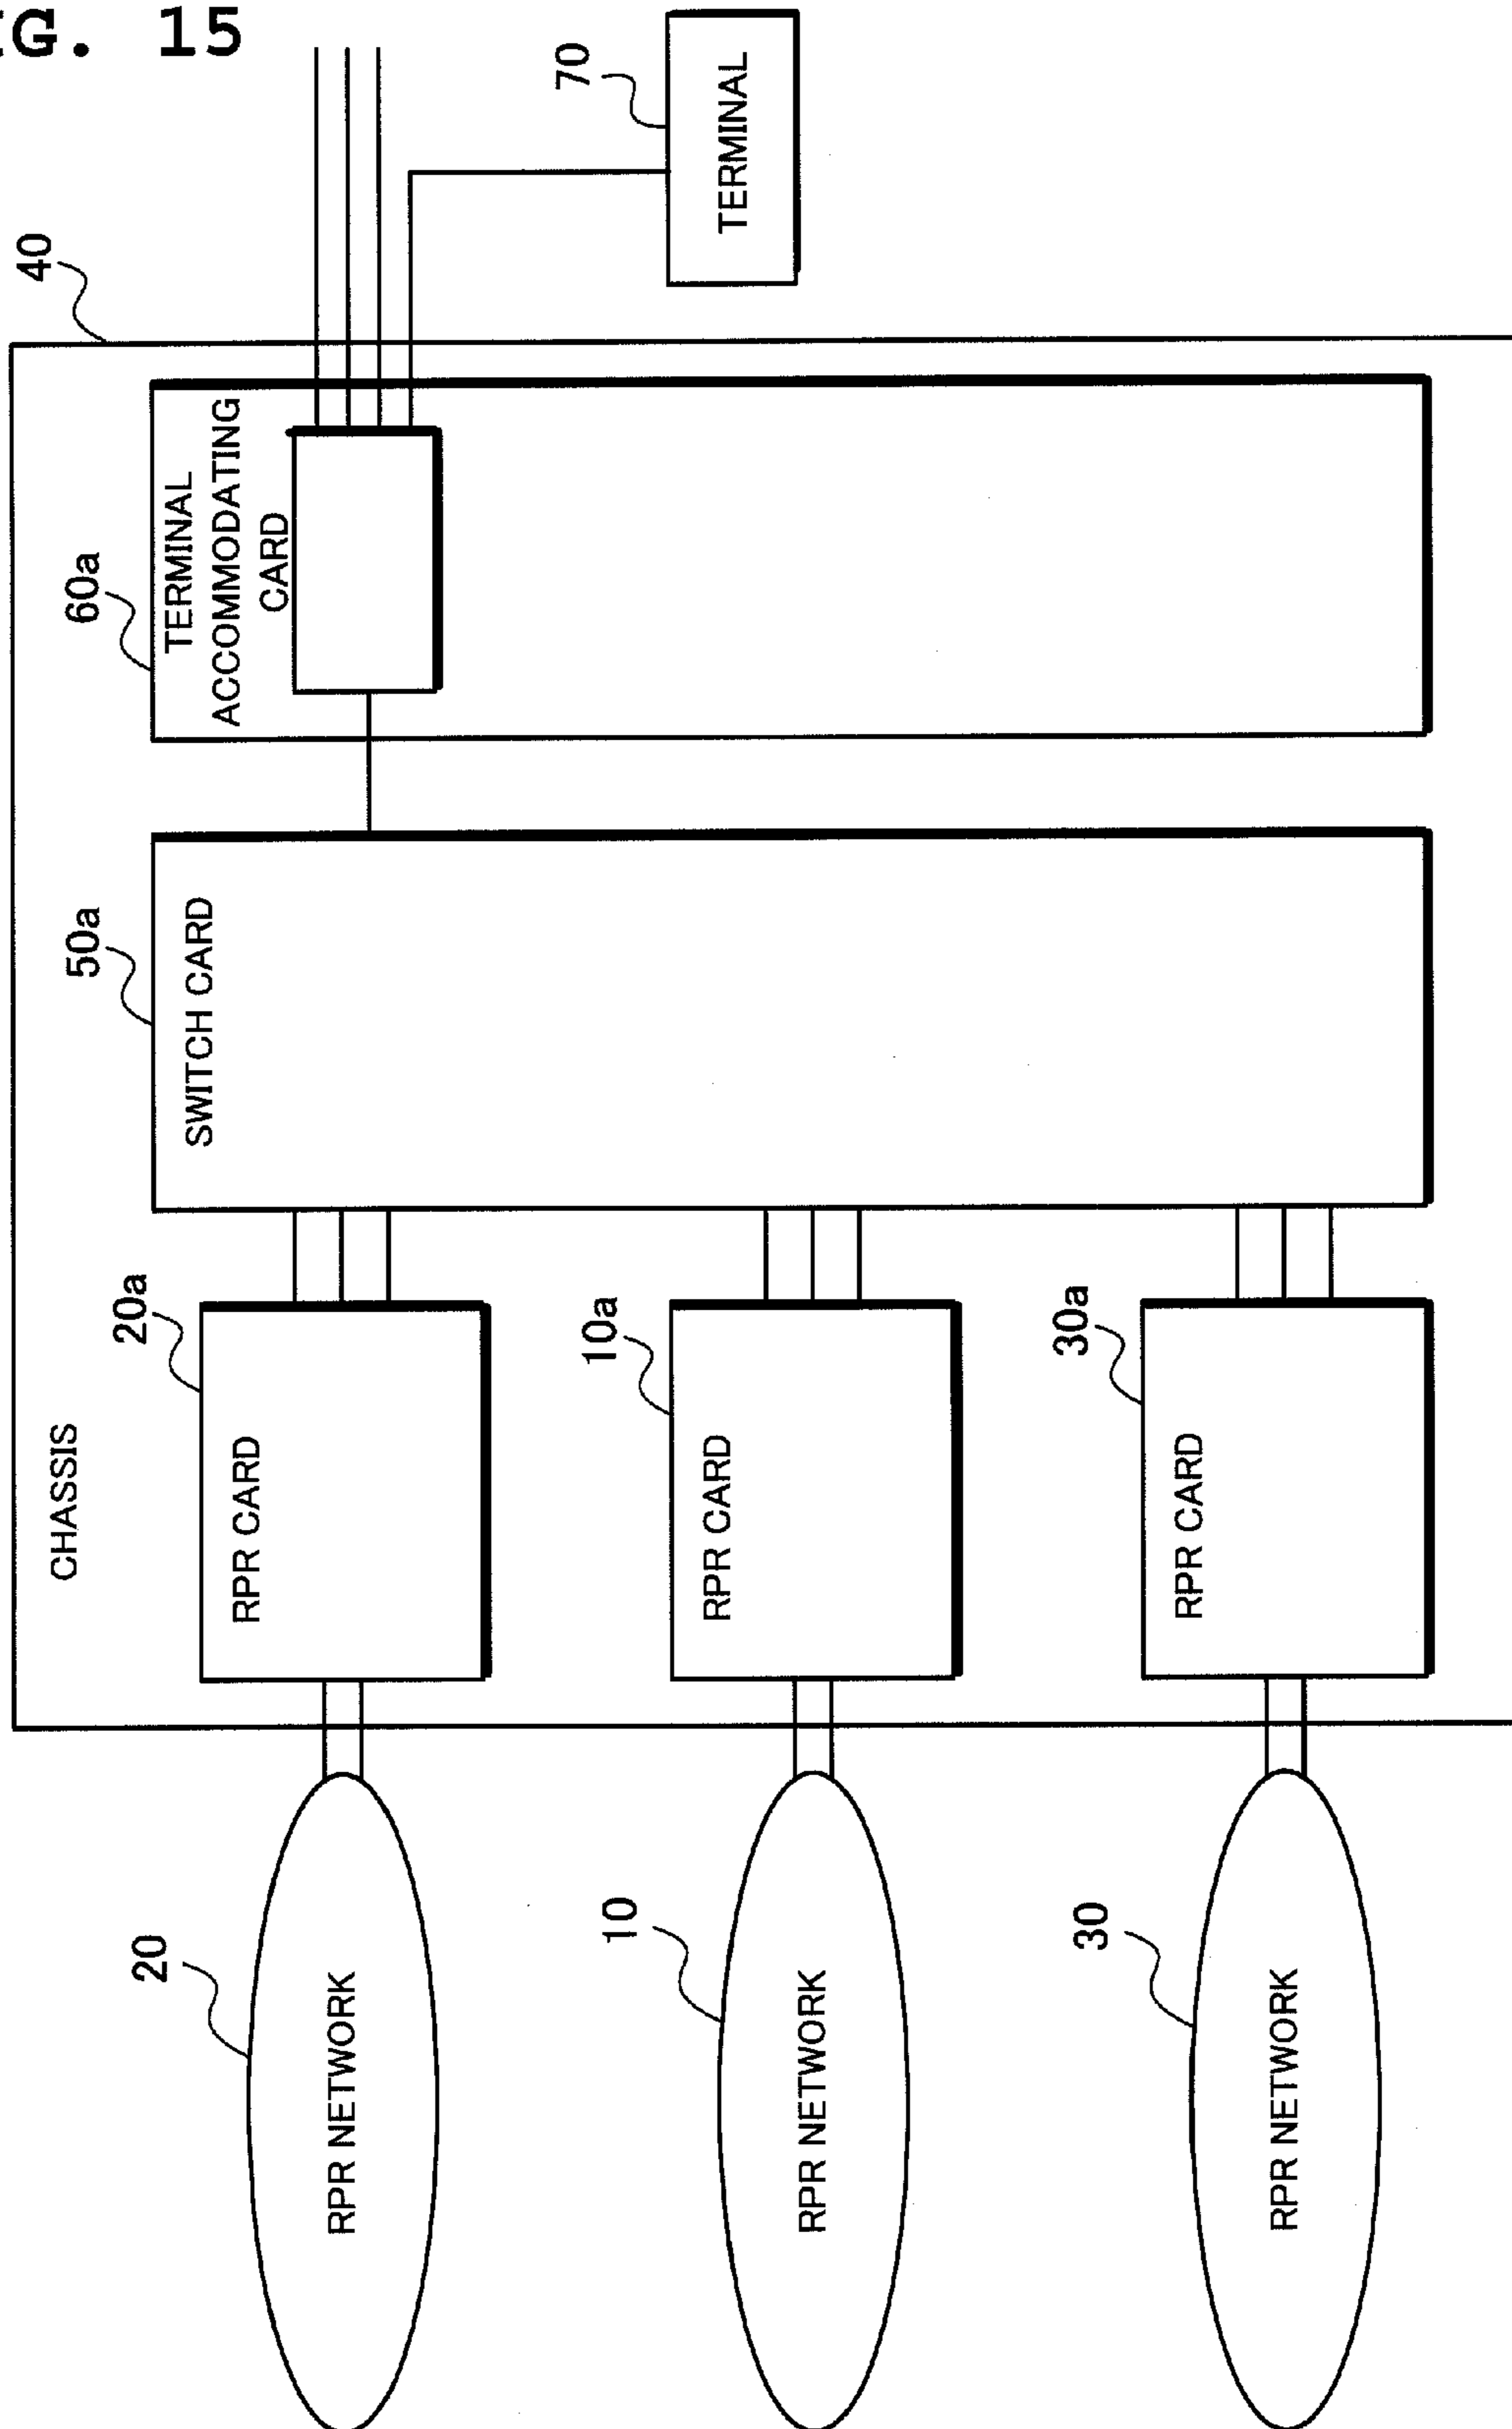 G. 15
CHASSIS
40
20
RPR NETWORK
20a
RPR CARD
50a
SWITCH CARD
60a
TERMINAL
ACCOMMODATING
CARD
70
TERMINAL
10
RPR NETWORK
10a
RPR CARD
30
RPR NETWORK
30a
RPR CARD